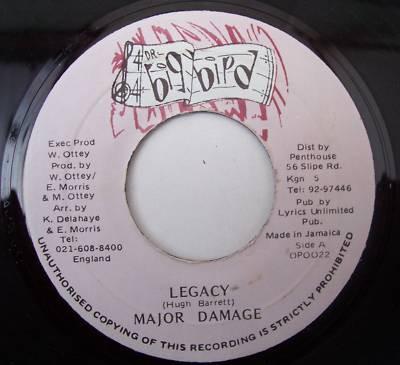 DR-
big bird
Exec Prod
W. Ottey
Prod. by
W. Ottey/
E. Morris
& M. Ottey
Arr. by
K. Delahaye
& E. Morris
Tel:
021-608-8400
England
Dist by
Penthouse
56 Slipe Rd.
Kgn 5
Tel: 92-97446
Pub by
Lyrics Unlimited
Pub.
Made in Jamaica
Side A
OPO022
LEGACY
(Hugh Barrett)
MAJOR DAMAGE
UNAUTHORISED COPYING OF THIS RECORDING IS STRICTLY PROHIBITED